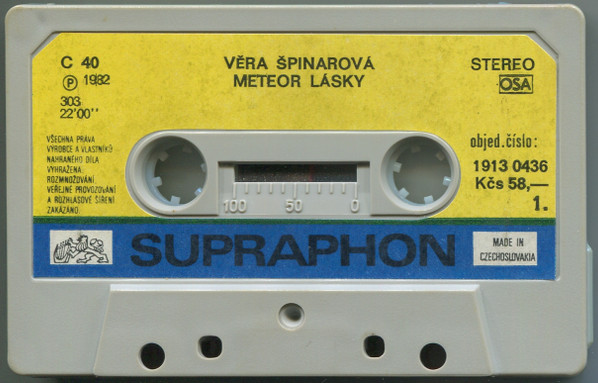 C 40
Ⓟ 1982
303
22'00''
VĚRA ŠPINAROVÁ
METEOR LÁSKY
STEREO
OSA
VŠECHNA PRÁVA
VÝROBCE A VLASTNÍKŮ
NAHRANÉHO DÍLA
VYHRAŽENA.
ROZMNOŽOVÁNÍ
VEŘEJNÉ PROVOZOVÁNÍ
A ROZHLASOVÉ ŠÍŘENÍ
ZAKÁZÁNO.
objed.číslo:
1913 0436
Kčs 58,—
1.
100 50 0
SUPRAPHON
MADE IN
CZECHOSLOVAKIA